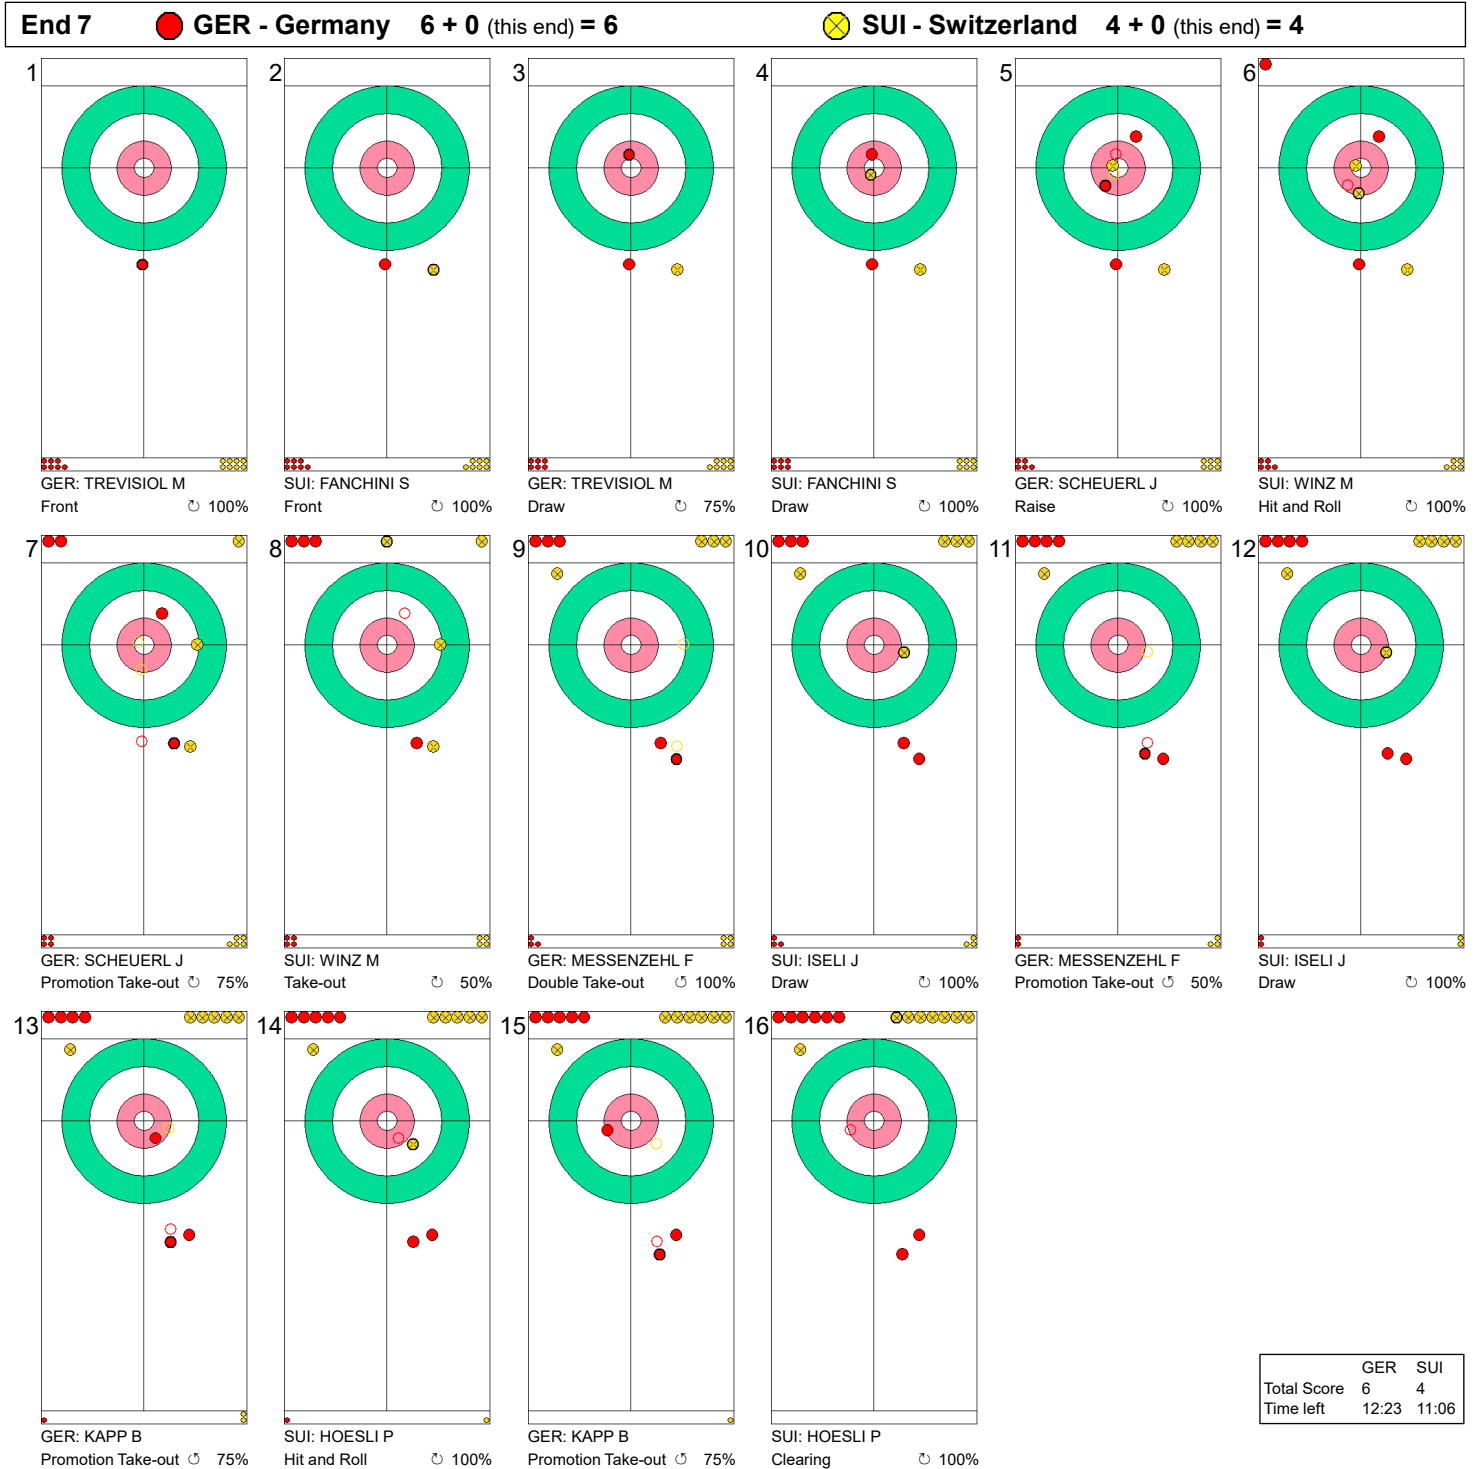 End 7 GER - Germany 6 + 0 (this end) = 6 SUI - Switzerland 4 + 0 (this end) = 4
1 2 3 4 5 6
GER: TREVISIOL M SUI: FANCHINI S GER: TREVISIOL M SUI: FANCHINI S GER: SCHEUERL J SUI: WINZ M
Front ↻ 100% Front ↻ 100% Draw ↻ 75% Draw ↻ 100% Raise ↻ 100% Hit and Roll ↻ 100%
7 8 9 10 11 12
GER: SCHEUERL J SUI: WINZ M GER: MESSENZEHL F SUI: ISELI J GER: MESSENZEHL F SUI: ISELI J
Promotion Take-out ↻ 75% Take-out ↻ 50% Double Take-out ↺ 100% Draw ↻ 100% Promotion Take-out ↺ 50% Draw ↻ 100%
13 14 15 16
GER: KAPP B SUI: HOESLI P GER: KAPP B SUI: HOESLI P
Promotion Take-out ↺ 75% Hit and Roll ↻ 100% Promotion Take-out ↺ 75% Clearing ↻ 100%
GER SUI
Total Score 6 4
Time left 12:23 11:06